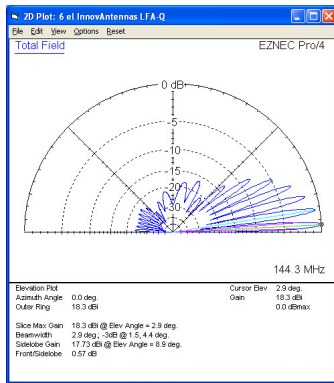 2D Plot: 6 el InnovAntennas LFA-Q
File Edit View Options Reset
Total Field
EZNEC Pro/4
0 dB
-5
-10
-15
-20
-30
144.3 MHz
Elevation Plot
Azimuth Angle 0.0 deg.
Outer Ring 18.3 dBi
Cursor Elev 2.9 deg.
Gain 18.3 dBi
0.0 dBmax
Slice Max Gain 18.3 dBi @ Elev Angle = 2.9 deg.
Beamwidth 2.9 deg.; -3dB @ 1.5, 4.4 deg.
Sidelobe Gain 17.73 dBi @ Elev Angle = 8.9 deg.
Front/Sidelobe 0.57 dB